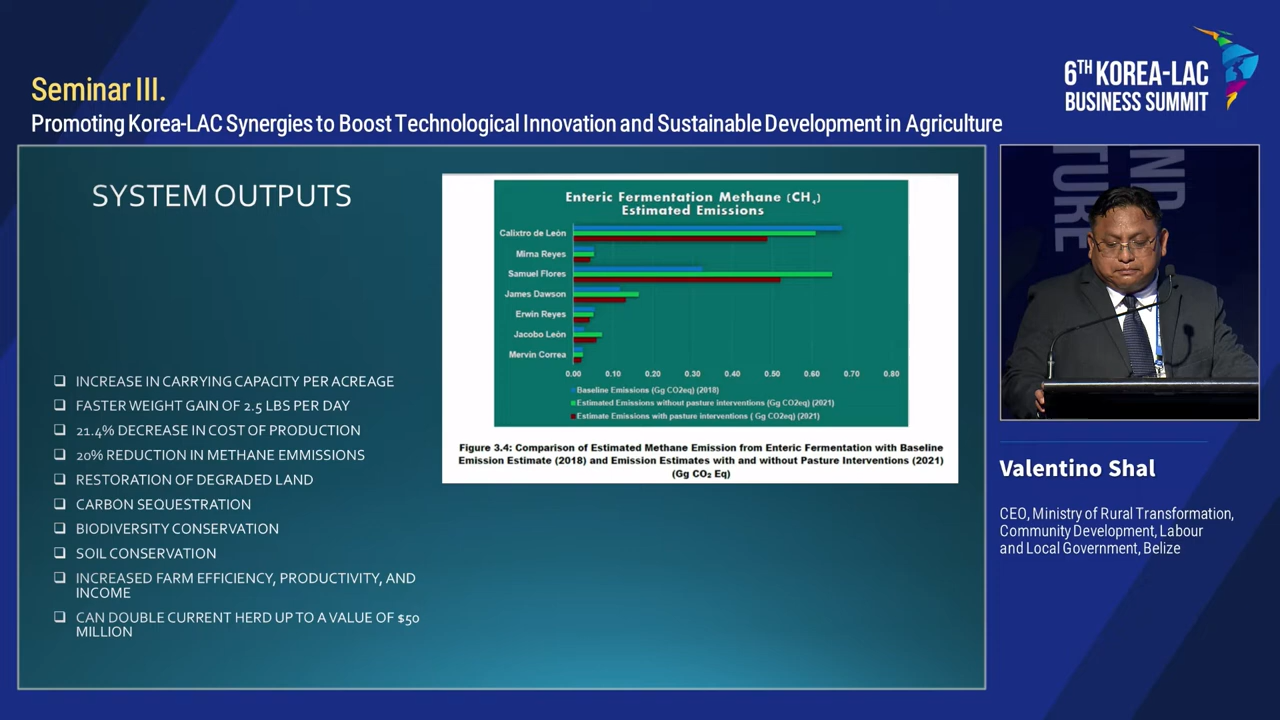 Seminar III.
Promoting Korea-LAC Synergies to Boost Technological Innovation and Sustainable Development in Agriculture
6TH KOREA-LAC
BUSINESS SUMMIT
SYSTEM OUTPUTS
❑ INCREASE IN CARRYING CAPACITY PER ACREAGE
❑ FASTER WEIGHT GAIN OF 2.5 LBS PER DAY
❑ 21.4% DECREASE IN COST OF PRODUCTION
❑ 20% REDUCTION IN METHANE EMMISSIONS
❑ RESTORATION OF DEGRADED LAND
❑ CARBON SEQUESTRATION
❑ BIODIVERSITY CONSERVATION
❑ SOIL CONSERVATION
❑ INCREASED FARM EFFICIENCY, PRODUCTIVITY, AND
INCOME
❑ CAN DOUBLE CURRENT HERD UP TO A VALUE OF $50
MILLION
Enteric Fermentation Methane (CH₄)
Estimated Emissions
Calixtro de León
Mirna Reyes
Samuel Flores
James Dawson
Erwin Reyes
Jacobo León
Mervin Correa
0.00 0.10 0.20 0.30 0.40 0.50 0.60 0.70 0.80
Baseline Emissions (Gg CO2eq) (2018)
Estimated Emissions without pasture interventions (Gg CO2eq) (2021)
Estimate Emissions with pasture interventions ( Gg CO2eq) (2021)
Figure 3.4: Comparison of Estimated Methane Emission from Enteric Fermentation with Baseline
Emission Estimate (2018) and Emission Estimates with and without Pasture Interventions (2021)
(Gg CO₂ Eq)
ND
TURE
Valentino Shal
CEO, Ministry of Rural Transformation,
Community Development, Labour
and Local Government, Belize